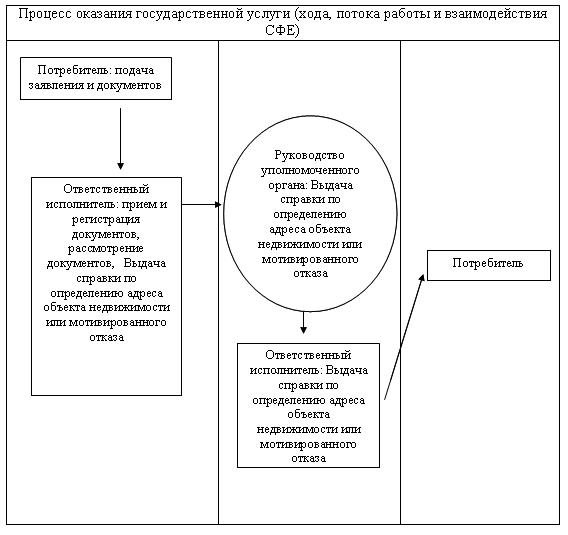 Процесс оказания государственной услуги (хода, потока работы и взаимодействия
СФЕ)
Потребитель: подача
заявления и документов
Ответственный
исполнитель: прием и
регистрация
документов,
рассмотрение
документов, Выдача
справки по
определению адреса
объекта недвижимости
или мотивированного
отказа
Руководство
уполномоченного
органа: Выдача
справки по
определению
адреса объекта
недвижимости или
мотивированного
отказа
Ответственный
исполнитель: Выдача
справки по
определению адреса
объекта
недвижимости или
мотивированного
отказа
Потребитель